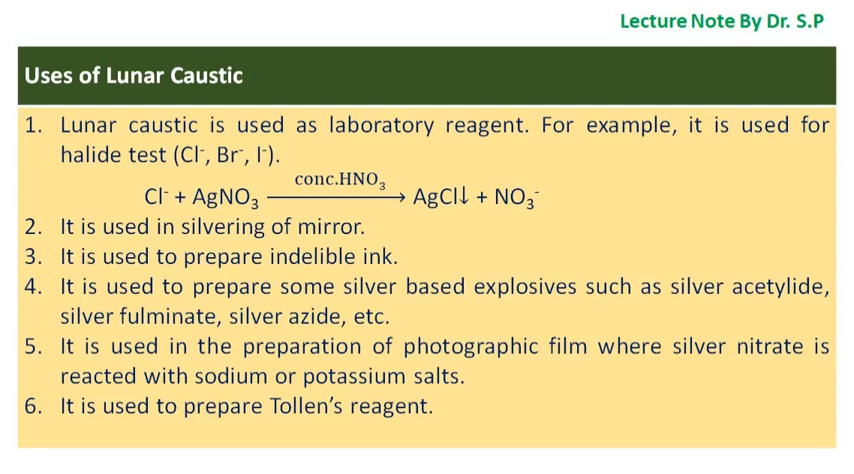 Lecture Note By Dr. S.P
Uses of Lunar Caustic
1. Lunar caustic is used as laboratory reagent. For example, it is used for
halide test (Cl⁻, Br⁻, I⁻).
Cl⁻ + AgNO₃ conc.HNO₃ → AgCl↓ + NO₃⁻
2. It is used in silvering of mirror.
3. It is used to prepare indelible ink.
4. It is used to prepare some silver based explosives such as silver acetylide,
silver fulminate, silver azide, etc.
5. It is used in the preparation of photographic film where silver nitrate is
reacted with sodium or potassium salts.
6. It is used to prepare Tollen’s reagent.